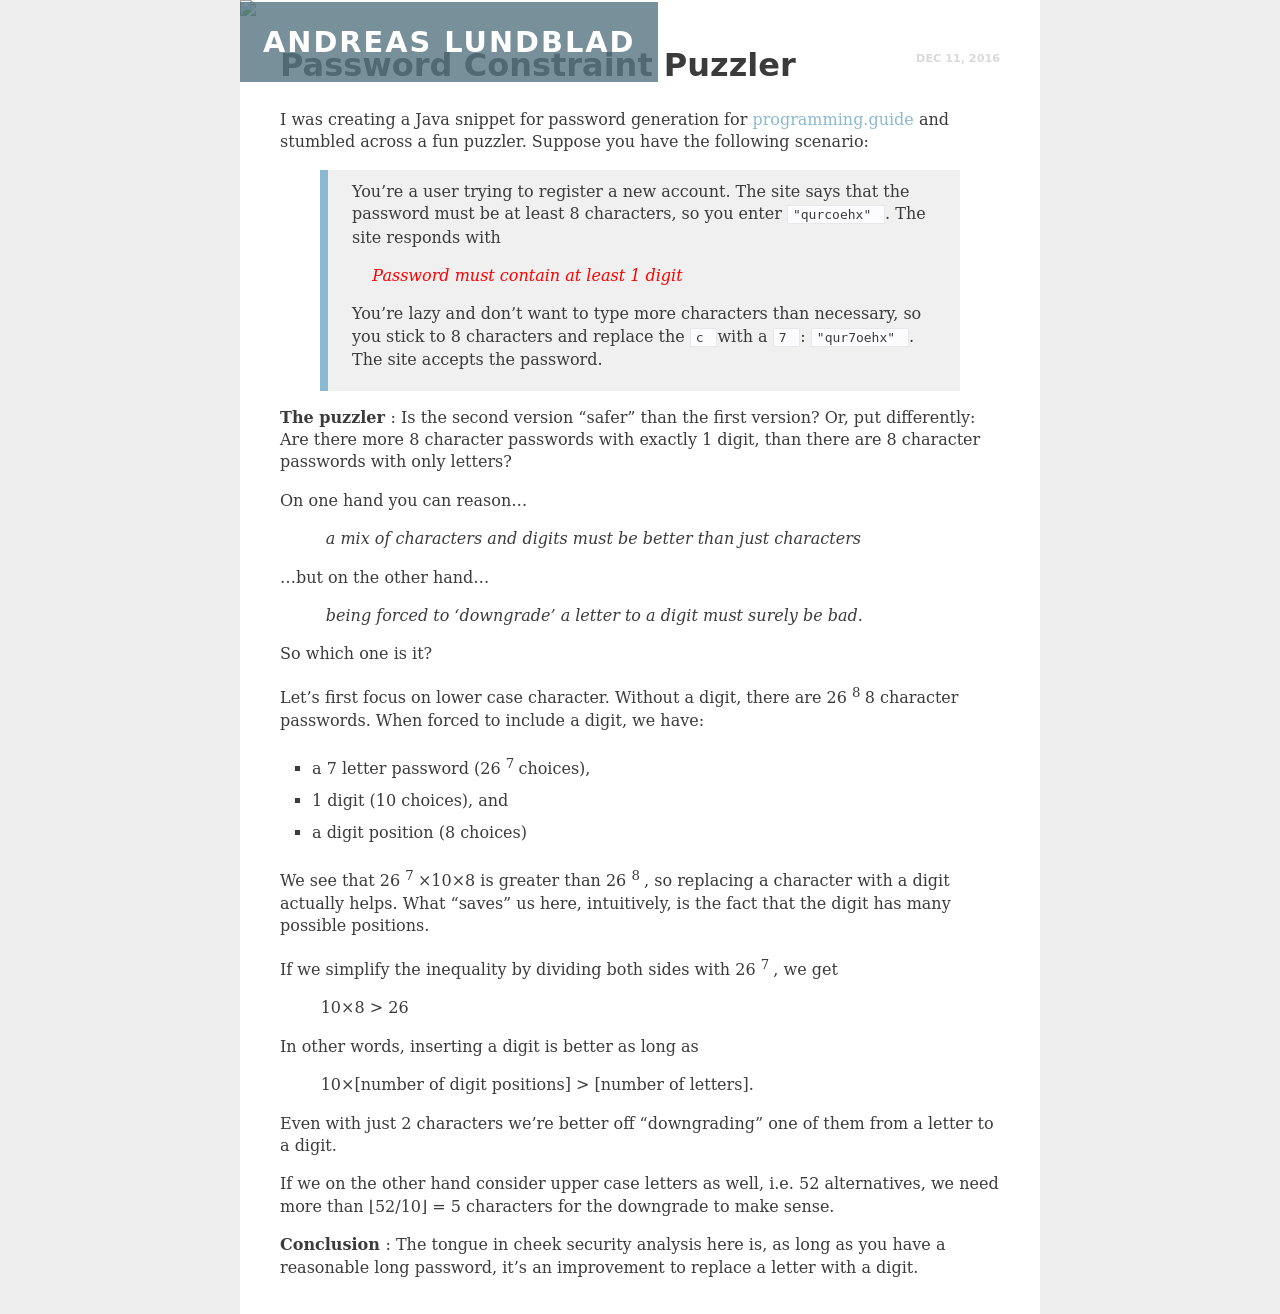 ANDREAS LUNDBLAD
Password Constraint Puzzler
DEC 11, 2016
I was creating a Java snippet for password generation for programming.guide and
stumbled across a fun puzzler. Suppose you have the following scenario:
You’re a user trying to register a new account. The site says that the
password must be at least 8 characters, so you enter "qurcoehx" . The
site responds with
Password must contain at least 1 digit
You’re lazy and don’t want to type more characters than necessary, so
you stick to 8 characters and replace the c with a 7 : "qur7oehx" .
The site accepts the password.
The puzzler : Is the second version “safer” than the first version? Or, put differently:
Are there more 8 character passwords with exactly 1 digit, than there are 8 character
passwords with only letters?
On one hand you can reason…
a mix of characters and digits must be better than just characters
…but on the other hand…
being forced to ‘downgrade’ a letter to a digit must surely be bad.
So which one is it?
Let’s first focus on lower case character. Without a digit, there are 26 8 8 character
passwords. When forced to include a digit, we have:
▪ a 7 letter password (26 7 choices),
▪ 1 digit (10 choices), and
▪ a digit position (8 choices)
We see that 26 7 ×10×8 is greater than 26 8 , so replacing a character with a digit
actually helps. What “saves” us here, intuitively, is the fact that the digit has many
possible positions.
If we simplify the inequality by dividing both sides with 26 7 , we get
10×8 > 26
In other words, inserting a digit is better as long as
10×[number of digit positions] > [number of letters].
Even with just 2 characters we’re better off “downgrading” one of them from a letter to
a digit.
If we on the other hand consider upper case letters as well, i.e. 52 alternatives, we need
more than ⌊52/10⌋ = 5 characters for the downgrade to make sense.
Conclusion : The tongue in cheek security analysis here is, as long as you have a
reasonable long password, it’s an improvement to replace a letter with a digit.